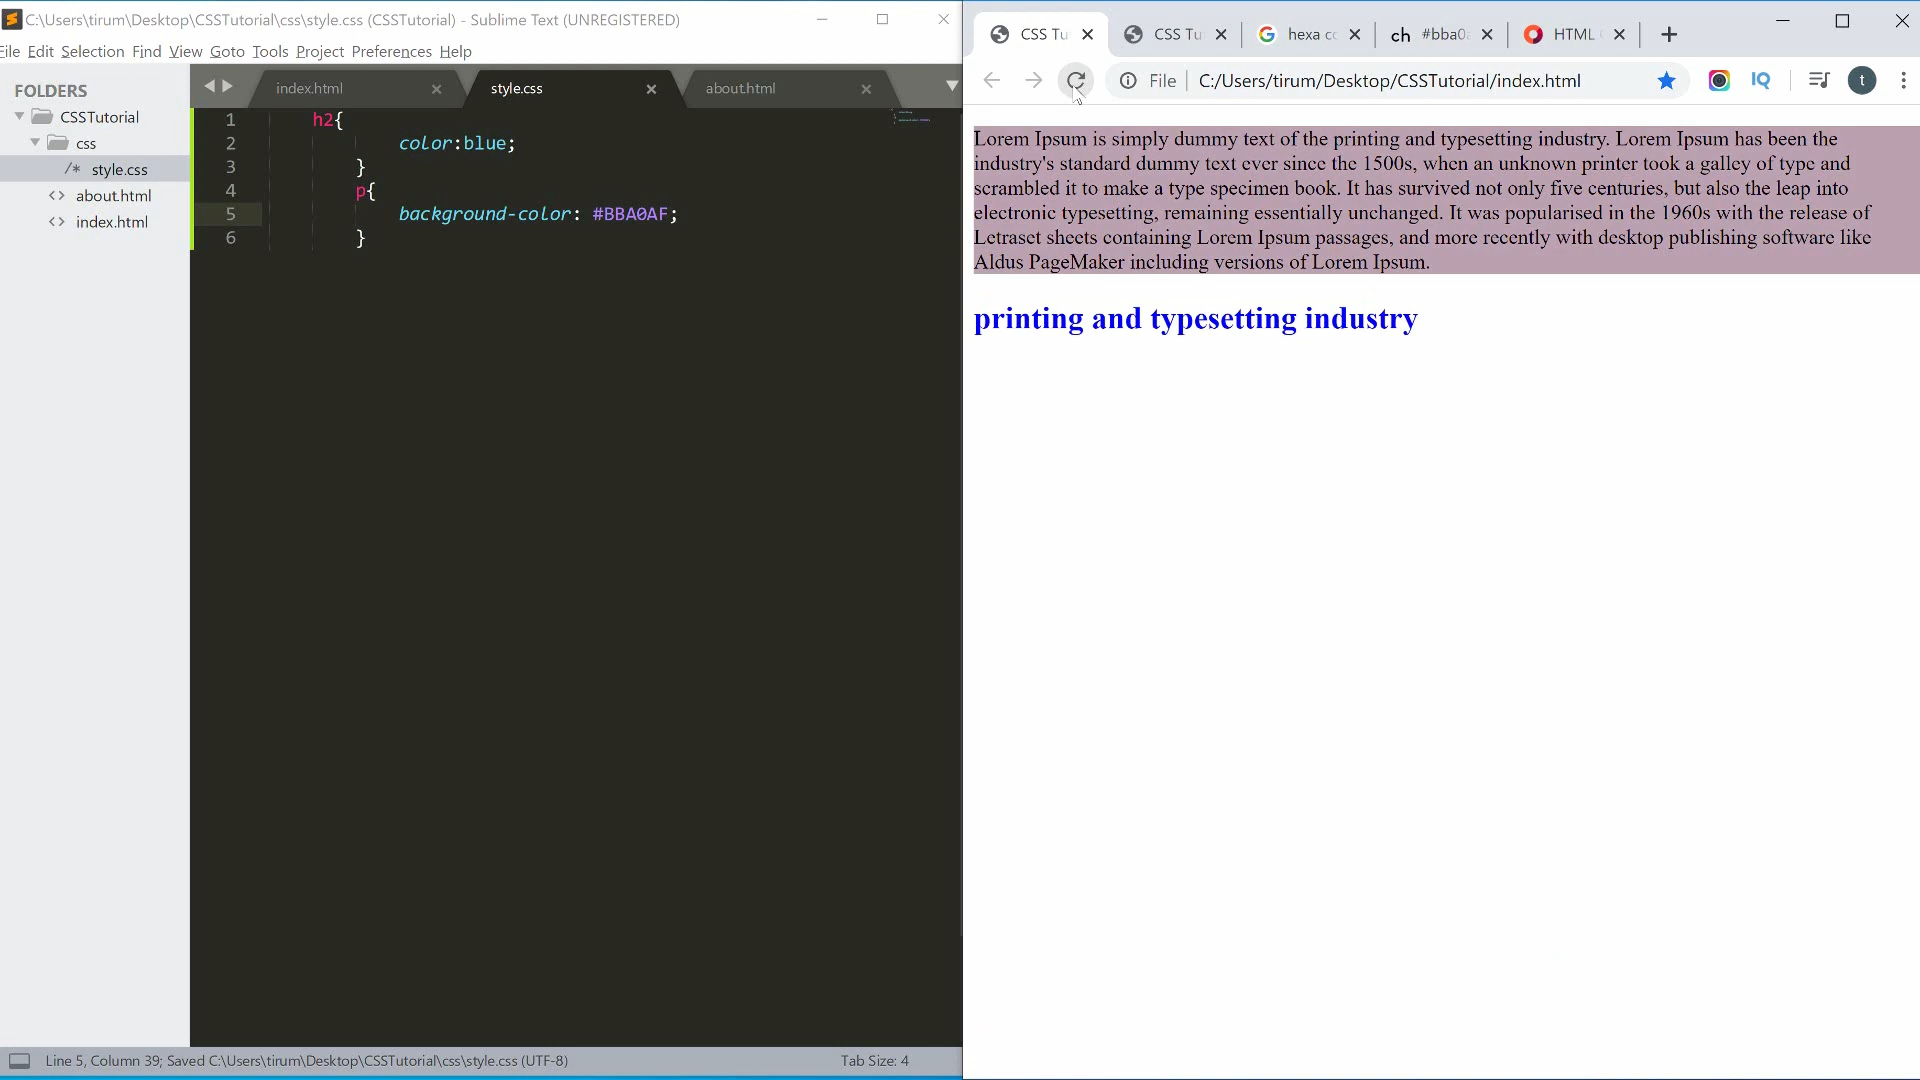 C:\Users\tirum\Desktop\CSSTutorial\css\style.css (CSSTutorial) - Sublime Text (UNREGISTERED)
File Edit Selection Find View Goto Tools Project Preferences Help
FOLDERS
CSSTutorial
css
/* style.css
<> about.html
<> index.html
index.html
style.css
about.html
1 h2{
2 color:blue;
3 }
4 p{
5 background-color: #BBA0AF;
6 }
Line 5, Column 39; Saved C:\Users\tirum\Desktop\CSSTutorial\css\style.css (UTF-8)
Tab Size: 4
CSS Tu
CSS Tu
G hexa co
ch #bba0a
HTML
File C:/Users/tirum/Desktop/CSSTutorial/index.html
IQ
t
Lorem Ipsum is simply dummy text of the printing and typesetting industry. Lorem Ipsum has been the
industry's standard dummy text ever since the 1500s, when an unknown printer took a galley of type and
scrambled it to make a type specimen book. It has survived not only five centuries, but also the leap into
electronic typesetting, remaining essentially unchanged. It was popularised in the 1960s with the release of
Letraset sheets containing Lorem Ipsum passages, and more recently with desktop publishing software like
Aldus PageMaker including versions of Lorem Ipsum.
printing and typesetting industry